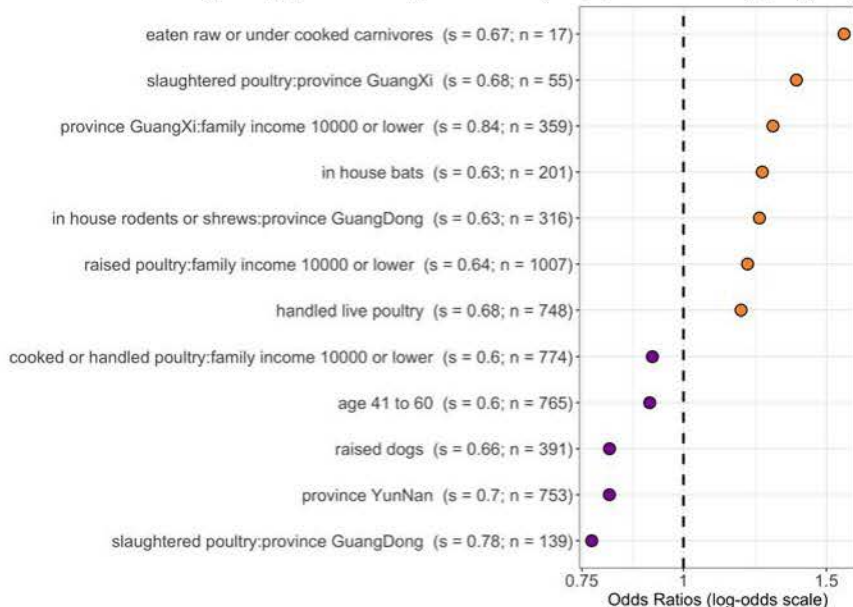 eaten raw or under cooked carnivores (s = 0.67; n = 17)
slaughtered poultry:province GuangXi (s = 0.68; n = 55)
province GuangXi:family income 10000 or lower (s = 0.84; n = 359)
in house bats (s = 0.63; n = 201)
in house rodents or shrews:province GuangDong (s = 0.63; n = 316)
raised poultry:family income 10000 or lower (s = 0.64; n = 1007)
handled live poultry (s = 0.68; n = 748)
cooked or handled poultry:family income 10000 or lower (s = 0.6; n = 774)
age 41 to 60 (s = 0.6; n = 765)
raised dogs (s = 0.66; n = 391)
province YunNan (s = 0.7; n = 753)
slaughtered poultry:province GuangDong (s = 0.78; n = 139)
0.75 1 1.5
Odds Ratios (log-odds scale)